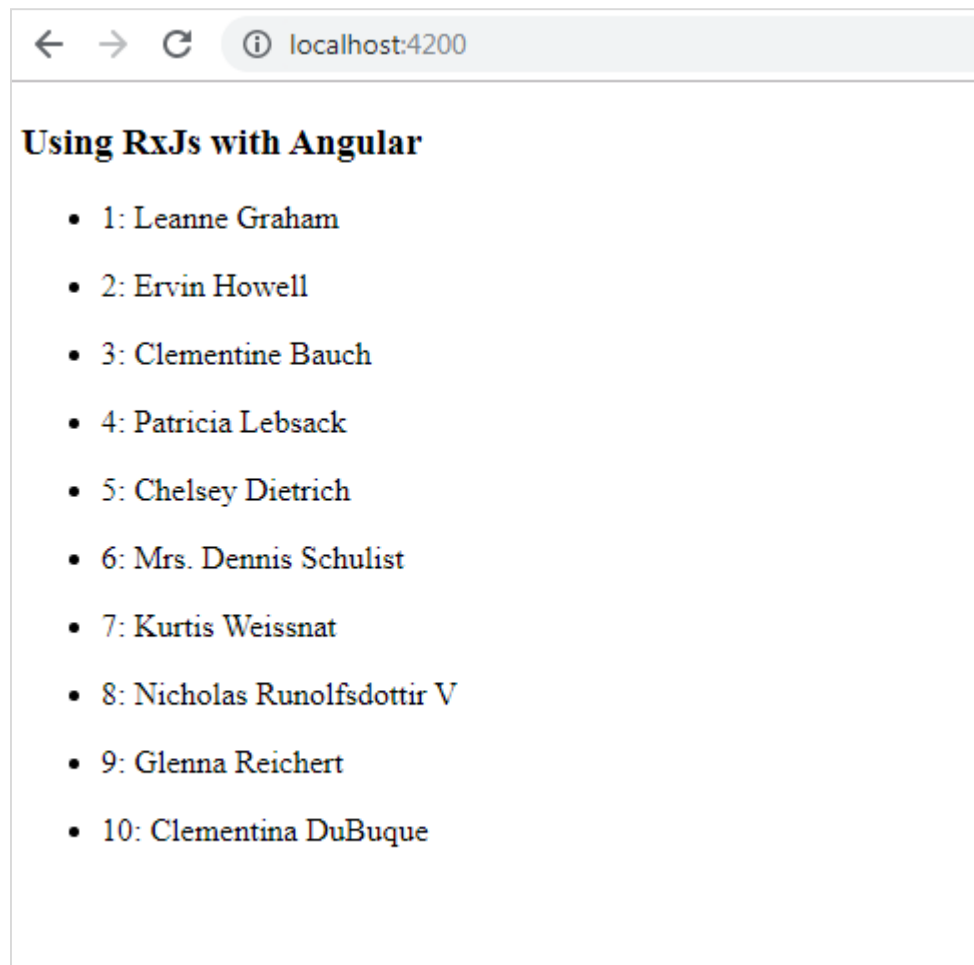 localhost:4200
Using RxJs with Angular
• 1: Leanne Graham
• 2: Ervin Howell
• 3: Clementine Bauch
• 4: Patricia Lebsack
• 5: Chelsey Dietrich
• 6: Mrs. Dennis Schulist
• 7: Kurtis Weissnat
• 8: Nicholas Runolfsdottir V
• 9: Glenna Reichert
• 10: Clementina DuBuque